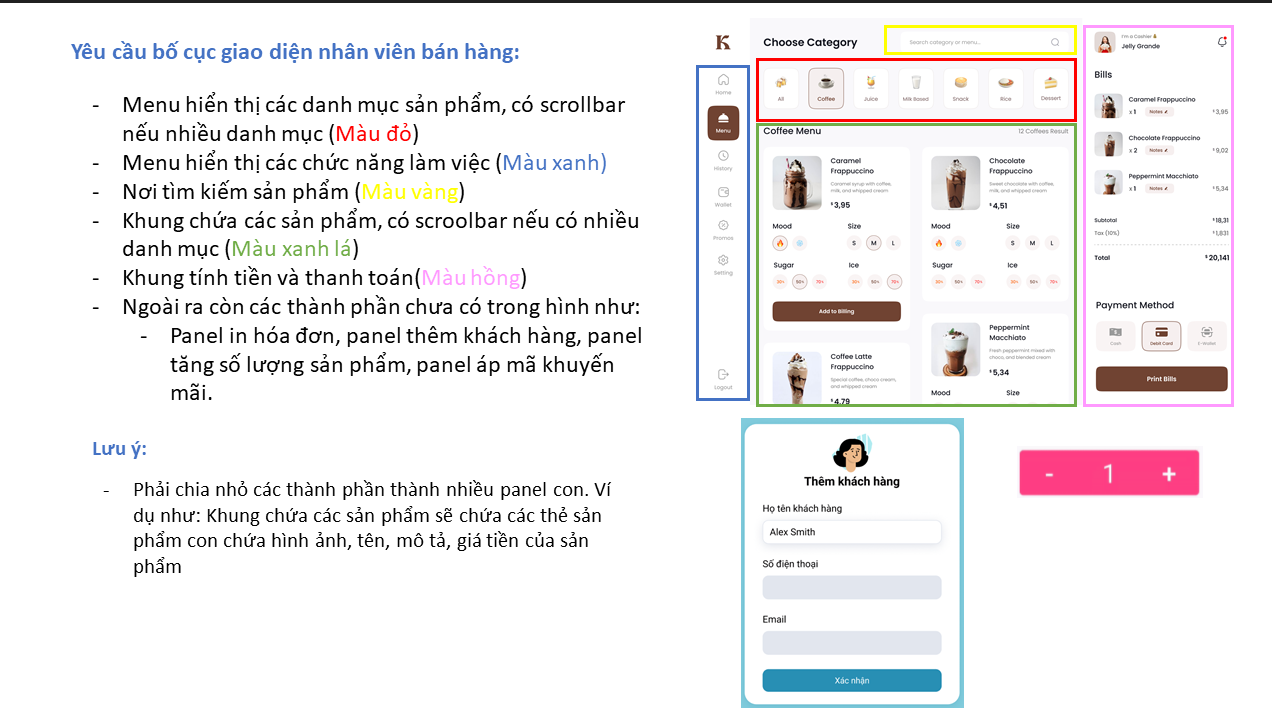 Yêu cầu bố cục giao diện nhân viên bán hàng:
- Menu hiển thị các danh mục sản phẩm, có scrollbar
nếu nhiều danh mục (Màu đỏ)
- Menu hiển thị các chức năng làm việc (Màu xanh)
- Nơi tìm kiếm sản phẩm (Màu vàng)
- Khung chứa các sản phẩm, có scroolbar nếu có nhiều
danh mục (Màu xanh lá)
- Khung tính tiền và thanh toán(Màu hồng)
- Ngoài ra còn các thành phần chưa có trong hình như:
- Panel in hóa đơn, panel thêm khách hàng, panel
tăng số lượng sản phẩm, panel áp mã khuyến
mãi.
Lưu ý:
- Phải chia nhỏ các thành phần thành nhiều panel con. Ví
dụ như: Khung chứa các sản phẩm sẽ chứa các thẻ sản
phẩm con chứa hình ảnh, tên, mô tả, giá tiền của sản
phẩm
K
Home
Menu
History
Wallet
Promos
Setting
Logout
Choose Category
Search category or menu...
All
Coffee
Juice
Milk Based
Snack
Rice
Dessert
Coffee Menu
12 Coffees Result
Caramel
Frappuccino
Caramel syrup with coffee,
milk, and whipped cream
$3,95
Mood
Size
S M L
Sugar
Ice
30% 50% 70%
30% 50% 70%
Add to Billing
Chocolate
Frappuccino
Sweet chocolate with coffee,
milk, and whipped cream
$4,51
Mood
Size
S M L
Sugar
Ice
30% 50% 70%
30% 50% 70%
Coffee Latte
Frappuccino
Special coffee, choco cream,
and whipped cream
$4,79
Peppermint
Macchiato
Fresh peppermint mixed with
choco, and blended cream
$5,34
Mood
Size
I'm a Cashier
Jelly Grande
Bills
Caramel Frappuccino
x 1 Notes $3,95
Chocolate Frappuccino
x 2 Notes $9,02
Peppermint Macchiato
x 1 Notes $5,34
Subtotal $18,31
Tax (10%) $1,831
Total $20,141
Payment Method
Cash
Debit Card
E-Wallet
Print Bills
Thêm khách hàng
Họ tên khách hàng
Alex Smith
Số điện thoại
Email
Xác nhận
- 1 +